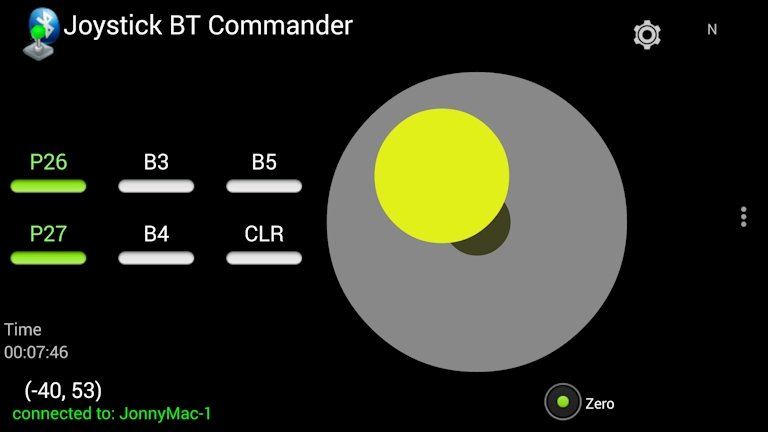 Joystick BT Commander
N
P26 B3 B5
P27 B4 CLR
Time
00:07:46
(-40, 53)
connected to: JonnyMac-1
Zero